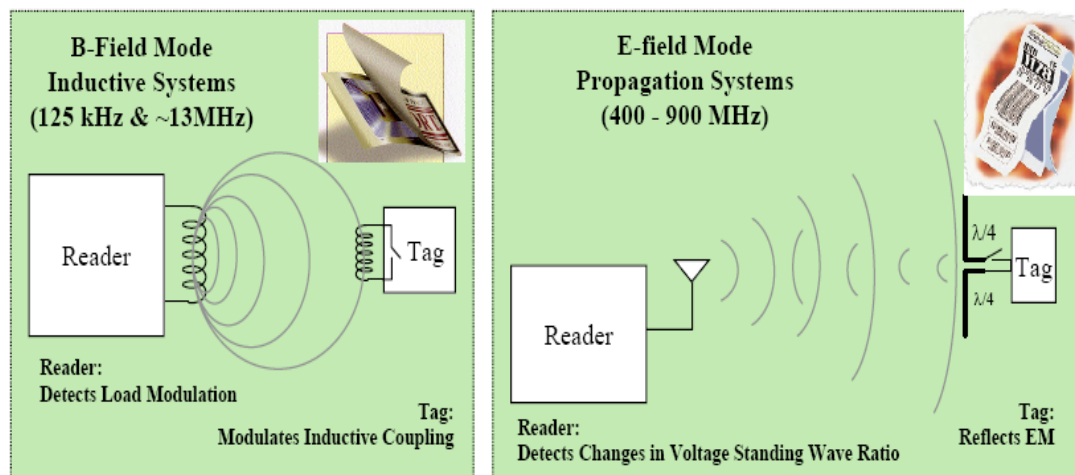 B-Field Mode
Inductive Systems
(125 kHz & ~13MHz)
Reader
Tag
Reader:
Detects Load Modulation
Tag:
Modulates Inductive Coupling
E-field Mode
Propagation Systems
(400 - 900 MHz)
λ/4
Tag
λ/4
Reader
Reader:
Detects Changes in Voltage Standing Wave Ratio
Tag:
Reflects EM